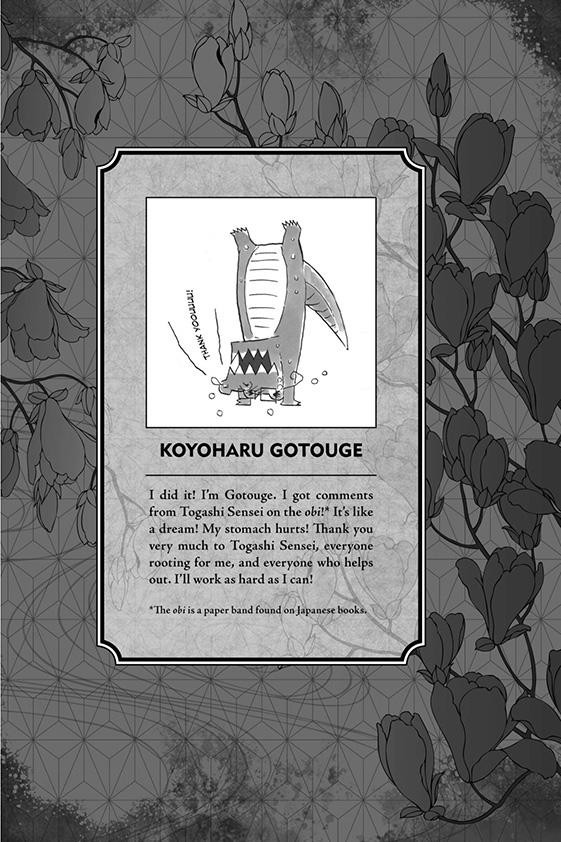 THANK YOOUUUU!
KOYOHARU GOTOUGE
I did it! I'm Gotouge. I got comments
from Togashi Sensei on the obi!* It's like
a dream! My stomach hurts! Thank you
very much to Togashi Sensei, everyone
rooting for me, and everyone who helps
out. I'll work as hard as I can!
*The obi is a paper band found on Japanese books.